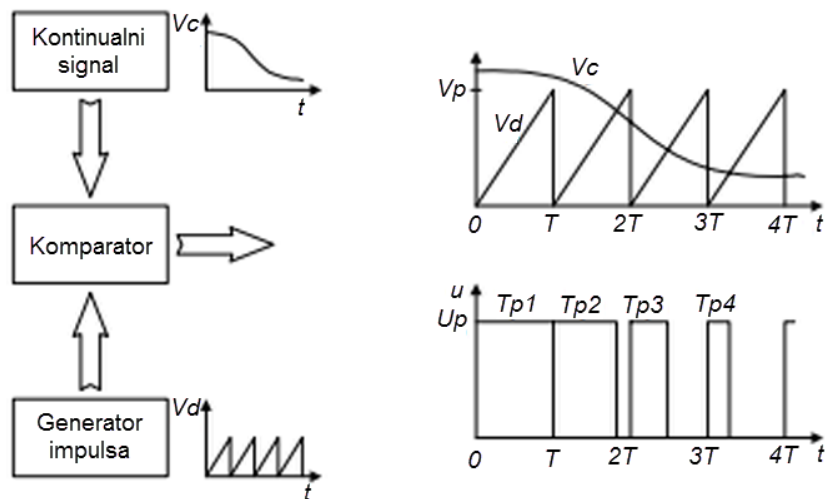 Kontinualni
signal
Vc
t
Komparator
Generator
impulsa
Vd
t
Vc
Vp
Vd
0 T 2T 3T 4T t
u
Up
Tp1 Tp2 Tp3 Tp4
0 T 2T 3T 4T t